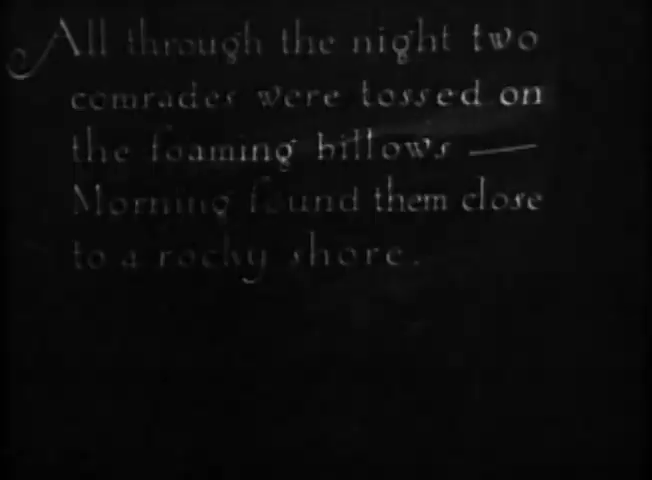 All through the night two
comrades were tossed on
the foaming billows —
Morning found them close
to a rocky shore.